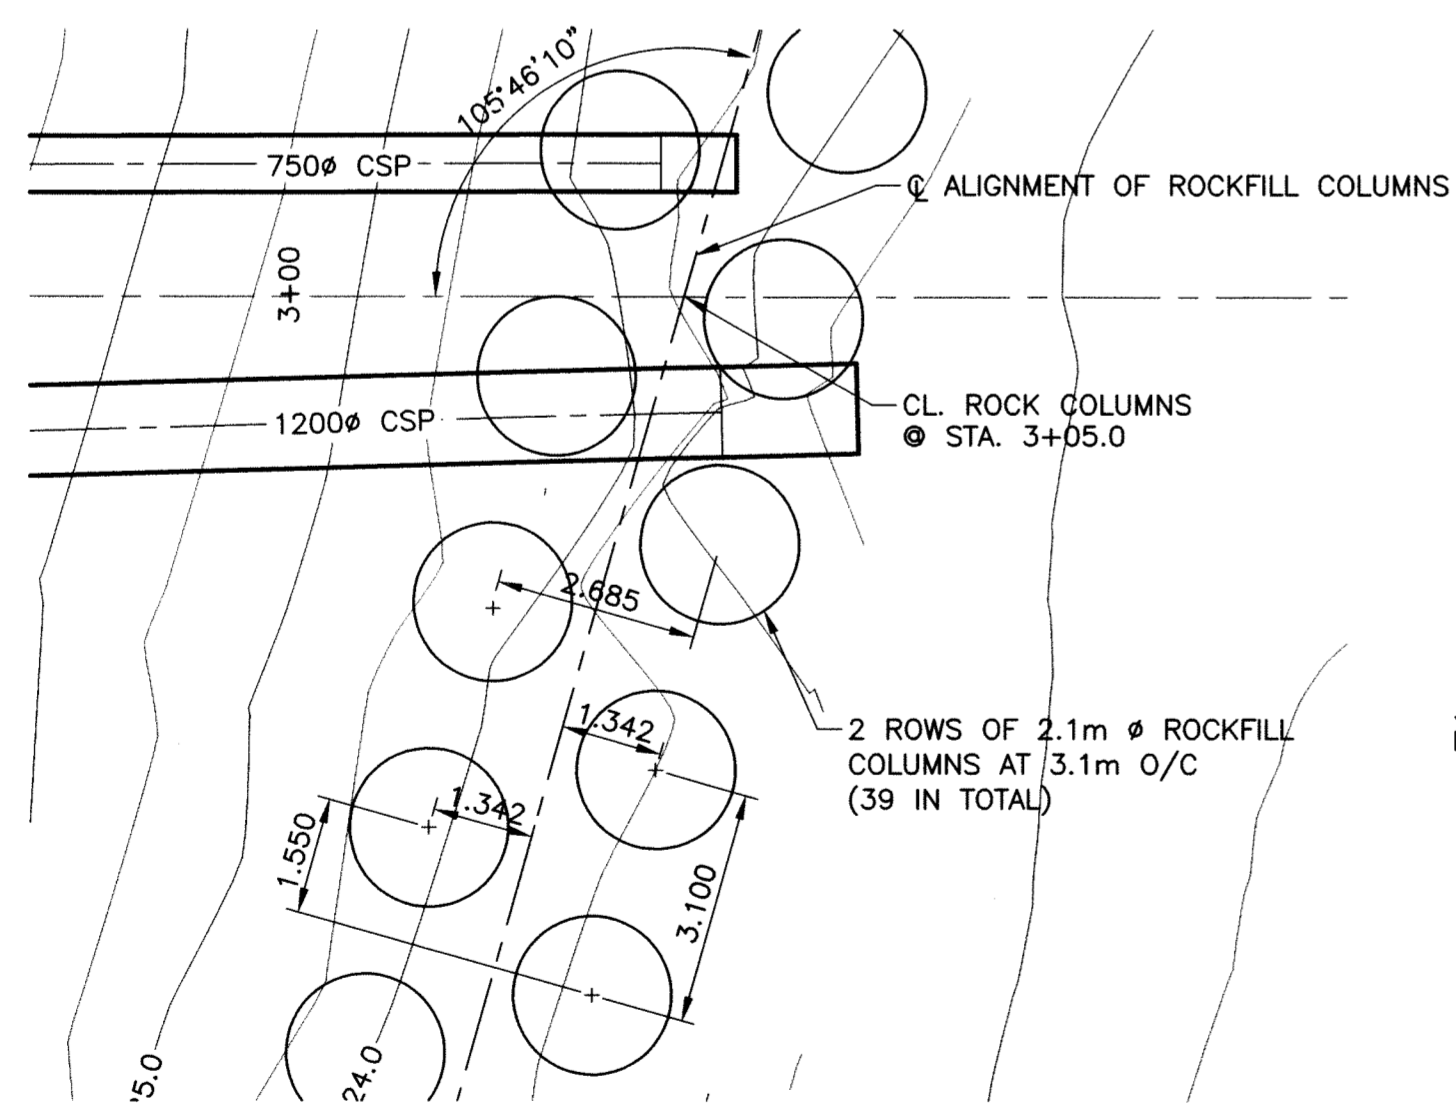 105°46'10"
750ø CSP
℄ ALIGNMENT OF ROCKFILL COLUMNS
3+00
1200ø CSP
CL. ROCK COLUMNS
@ STA. 3+05.0
2.685
1.342
2 ROWS OF 2.1m ø ROCKFILL
COLUMNS AT 3.1m O/C
(39 IN TOTAL)
1.342
1.550
3.100
5.0
24.0